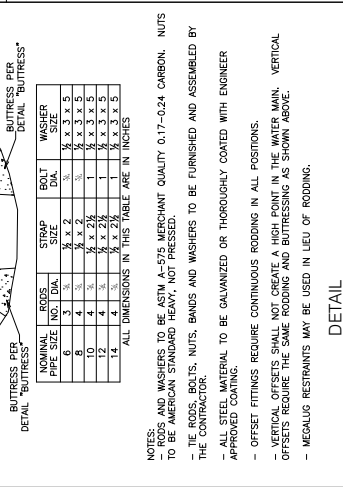 BUTTRESS PER
DETAIL "BUTTRESS"
BUTTRESS PER
DETAIL "BUTTRESS"
NOMINAL PIPE SIZE | RODS NO. | DIA. | STRAP SIZE | BOLT DIA. | WASHER SIZE
6 | 3 | ¾ | ½ x 2 | ¾ | ½ x 3 x 5
8 | 4 | ¾ | ½ x 2 | ¾ | ½ x 3 x 5
10 | 4 | ¾ | ½ x 2½ | 1 | ½ x 3 x 5
12 | 4 | ¾ | ½ x 2½ | 1 | ½ x 3 x 5
14 | 4 | ¾ | ½ x 2½ | 1 | ½ x 3 x 5
ALL DIMENSIONS IN THIS TABLE ARE IN INCHES
NOTES:
– RODS AND WASHERS TO BE ASTM A–575 MERCHANT QUALITY 0.17–0.24 CARBON. NUTS
TO BE AMERICAN STANDARD HEAVY, NOT PRESSED.
– TIE RODS, BOLTS, NUTS, BANDS AND WASHERS TO BE FURNISHED AND ASSEMBLED BY
THE CONTRACTOR.
– ALL STEEL MATERIAL TO BE GALVANIZED OR THOROUGHLY COATED WITH ENGINEER
APPROVED COATING.
– OFFSET FITTINGS REQUIRE CONTINUOUS RODDING IN ALL POSITIONS.
– VERTICAL OFFSETS SHALL NOT CREATE A HIGH POINT IN THE WATER MAIN. VERTICAL
OFFSETS REQUIRE THE SAME RODDING AND BUTTRESSING AS SHOWN ABOVE.
– MEGALUG RESTRAINTS MAY BE USED IN LIEU OF RODDING.
DETAIL